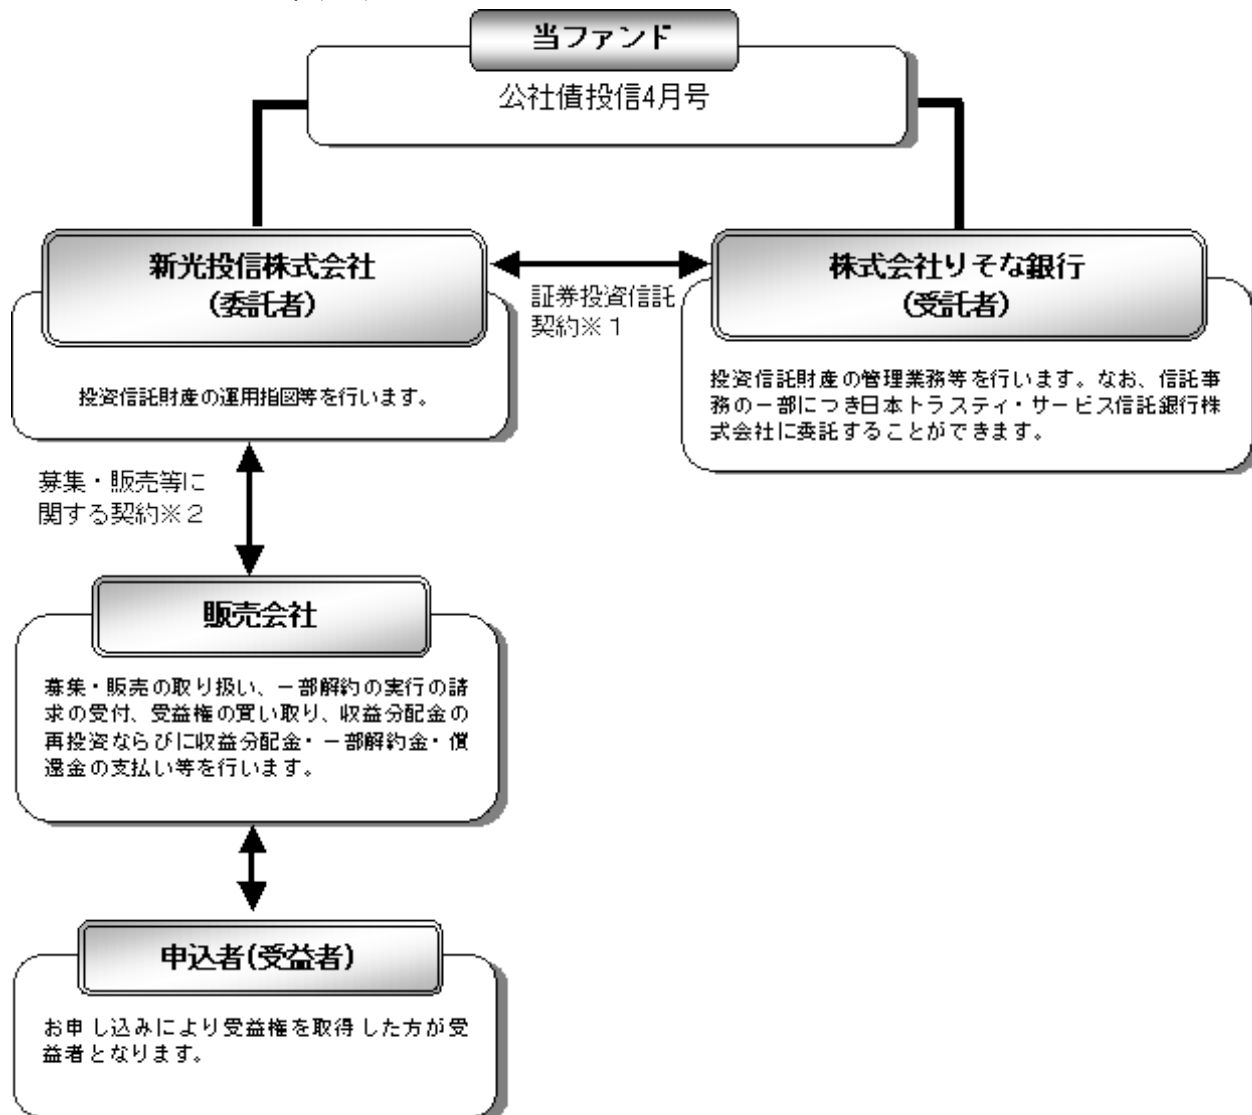 当ファンド
公社債投信4月号
新光投信株式会社
(委託者)
投資信託財産の運用指図等を行います。
証券投資信託
契約※1
株式会社りそな銀行
(受託者)
投資信託財産の管理業務等を行います。なお、信託事
務の一部につき日本トラスティ・サービス信託銀行株
式会社に委託することができます。
募集・販売等に
関する契約※2
販売会社
募集・販売の取り扱い、一部解約の実行の請
求の受付、受益権の買い取り、収益分配金の
再投資ならびに収益分配金・一部解約金・償
還金の支払い等を行います。
申込者(受益者)
お申し込みにより受益権を取得した方が受
益者となります。